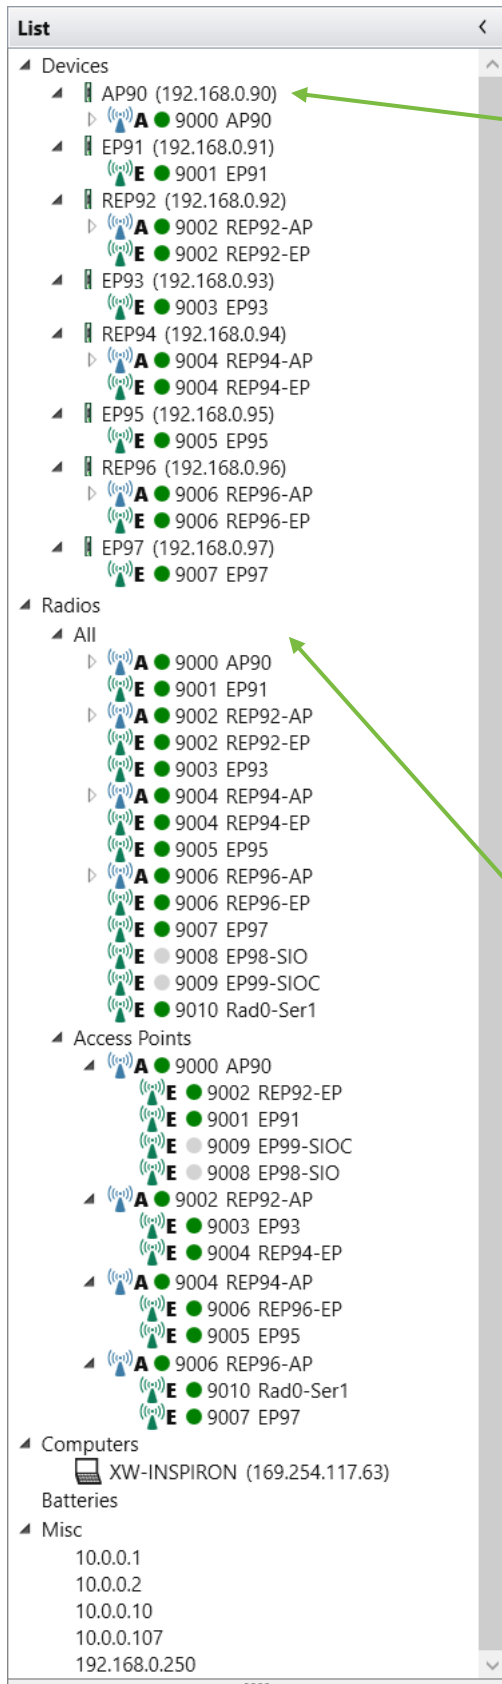 List
Devices
AP90 (192.168.0.90)
A 9000 AP90
EP91 (192.168.0.91)
E 9001 EP91
REP92 (192.168.0.92)
A 9002 REP92-AP
E 9002 REP92-EP
EP93 (192.168.0.93)
E 9003 EP93
REP94 (192.168.0.94)
A 9004 REP94-AP
E 9004 REP94-EP
EP95 (192.168.0.95)
E 9005 EP95
REP96 (192.168.0.96)
A 9006 REP96-AP
E 9006 REP96-EP
EP97 (192.168.0.97)
E 9007 EP97
Radios
All
A 9000 AP90
E 9001 EP91
A 9002 REP92-AP
E 9002 REP92-EP
E 9003 EP93
A 9004 REP94-AP
E 9004 REP94-EP
E 9005 EP95
A 9006 REP96-AP
E 9006 REP96-EP
E 9007 EP97
E 9008 EP98-SIO
E 9009 EP99-SIOC
E 9010 Rad0-Ser1
Access Points
A 9000 AP90
E 9002 REP92-EP
E 9001 EP91
E 9009 EP99-SIOC
E 9008 EP98-SIO
A 9002 REP92-AP
E 9003 EP93
E 9004 REP94-EP
A 9004 REP94-AP
E 9006 REP96-EP
E 9005 EP95
A 9006 REP96-AP
E 9010 Rad0-Ser1
E 9007 EP97
Computers
XW-INSPIRON (169.254.117.63)
Batteries
Misc
10.0.0.1
10.0.0.2
10.0.0.10
10.0.0.107
192.168.0.250